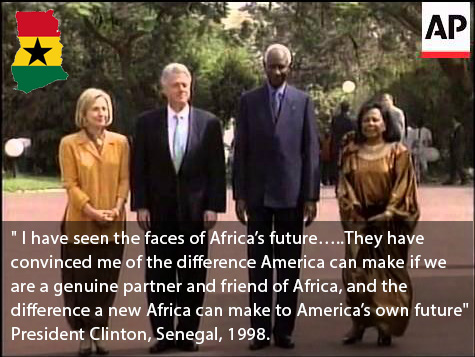 AP
" I have seen the faces of Africa's future.....They have
convinced me of the difference America can make if we
are a genuine partner and friend of Africa, and the
difference a new Africa can make to America's own future"
President Clinton, Senegal, 1998.